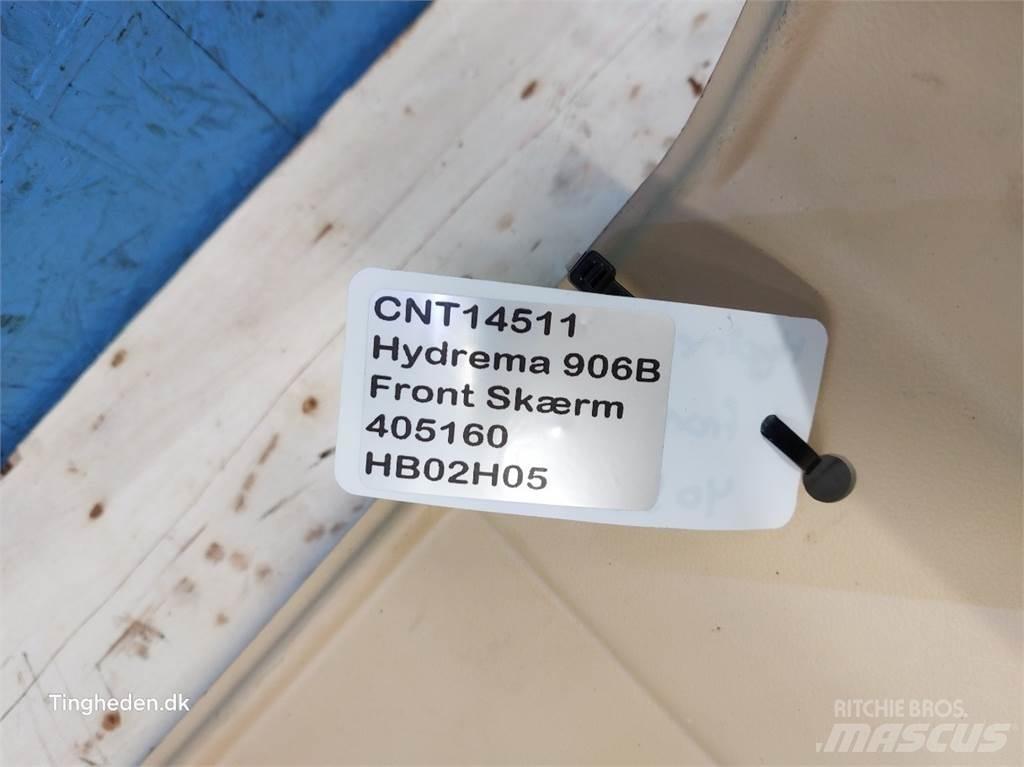 CNT14511
Hydrema 906B
Front Skærm
405160
HB02H05
Tingheden.dk
RITCHIE BROS.
MASCUS